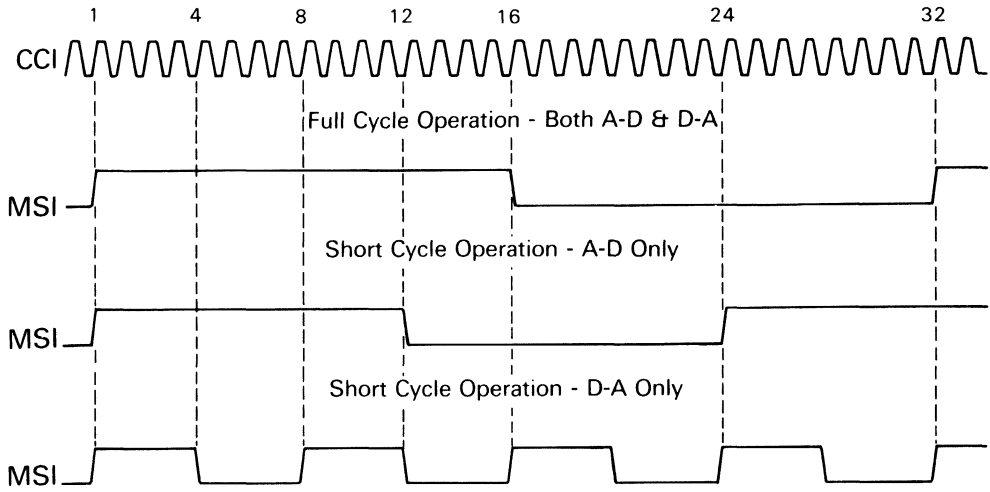 1 4 8 12 16 24 32
CCI
Full Cycle Operation - Both A-D & D-A
MSI
Short Cycle Operation - A-D Only
MSI
Short Cycle Operation - D-A Only
MSI